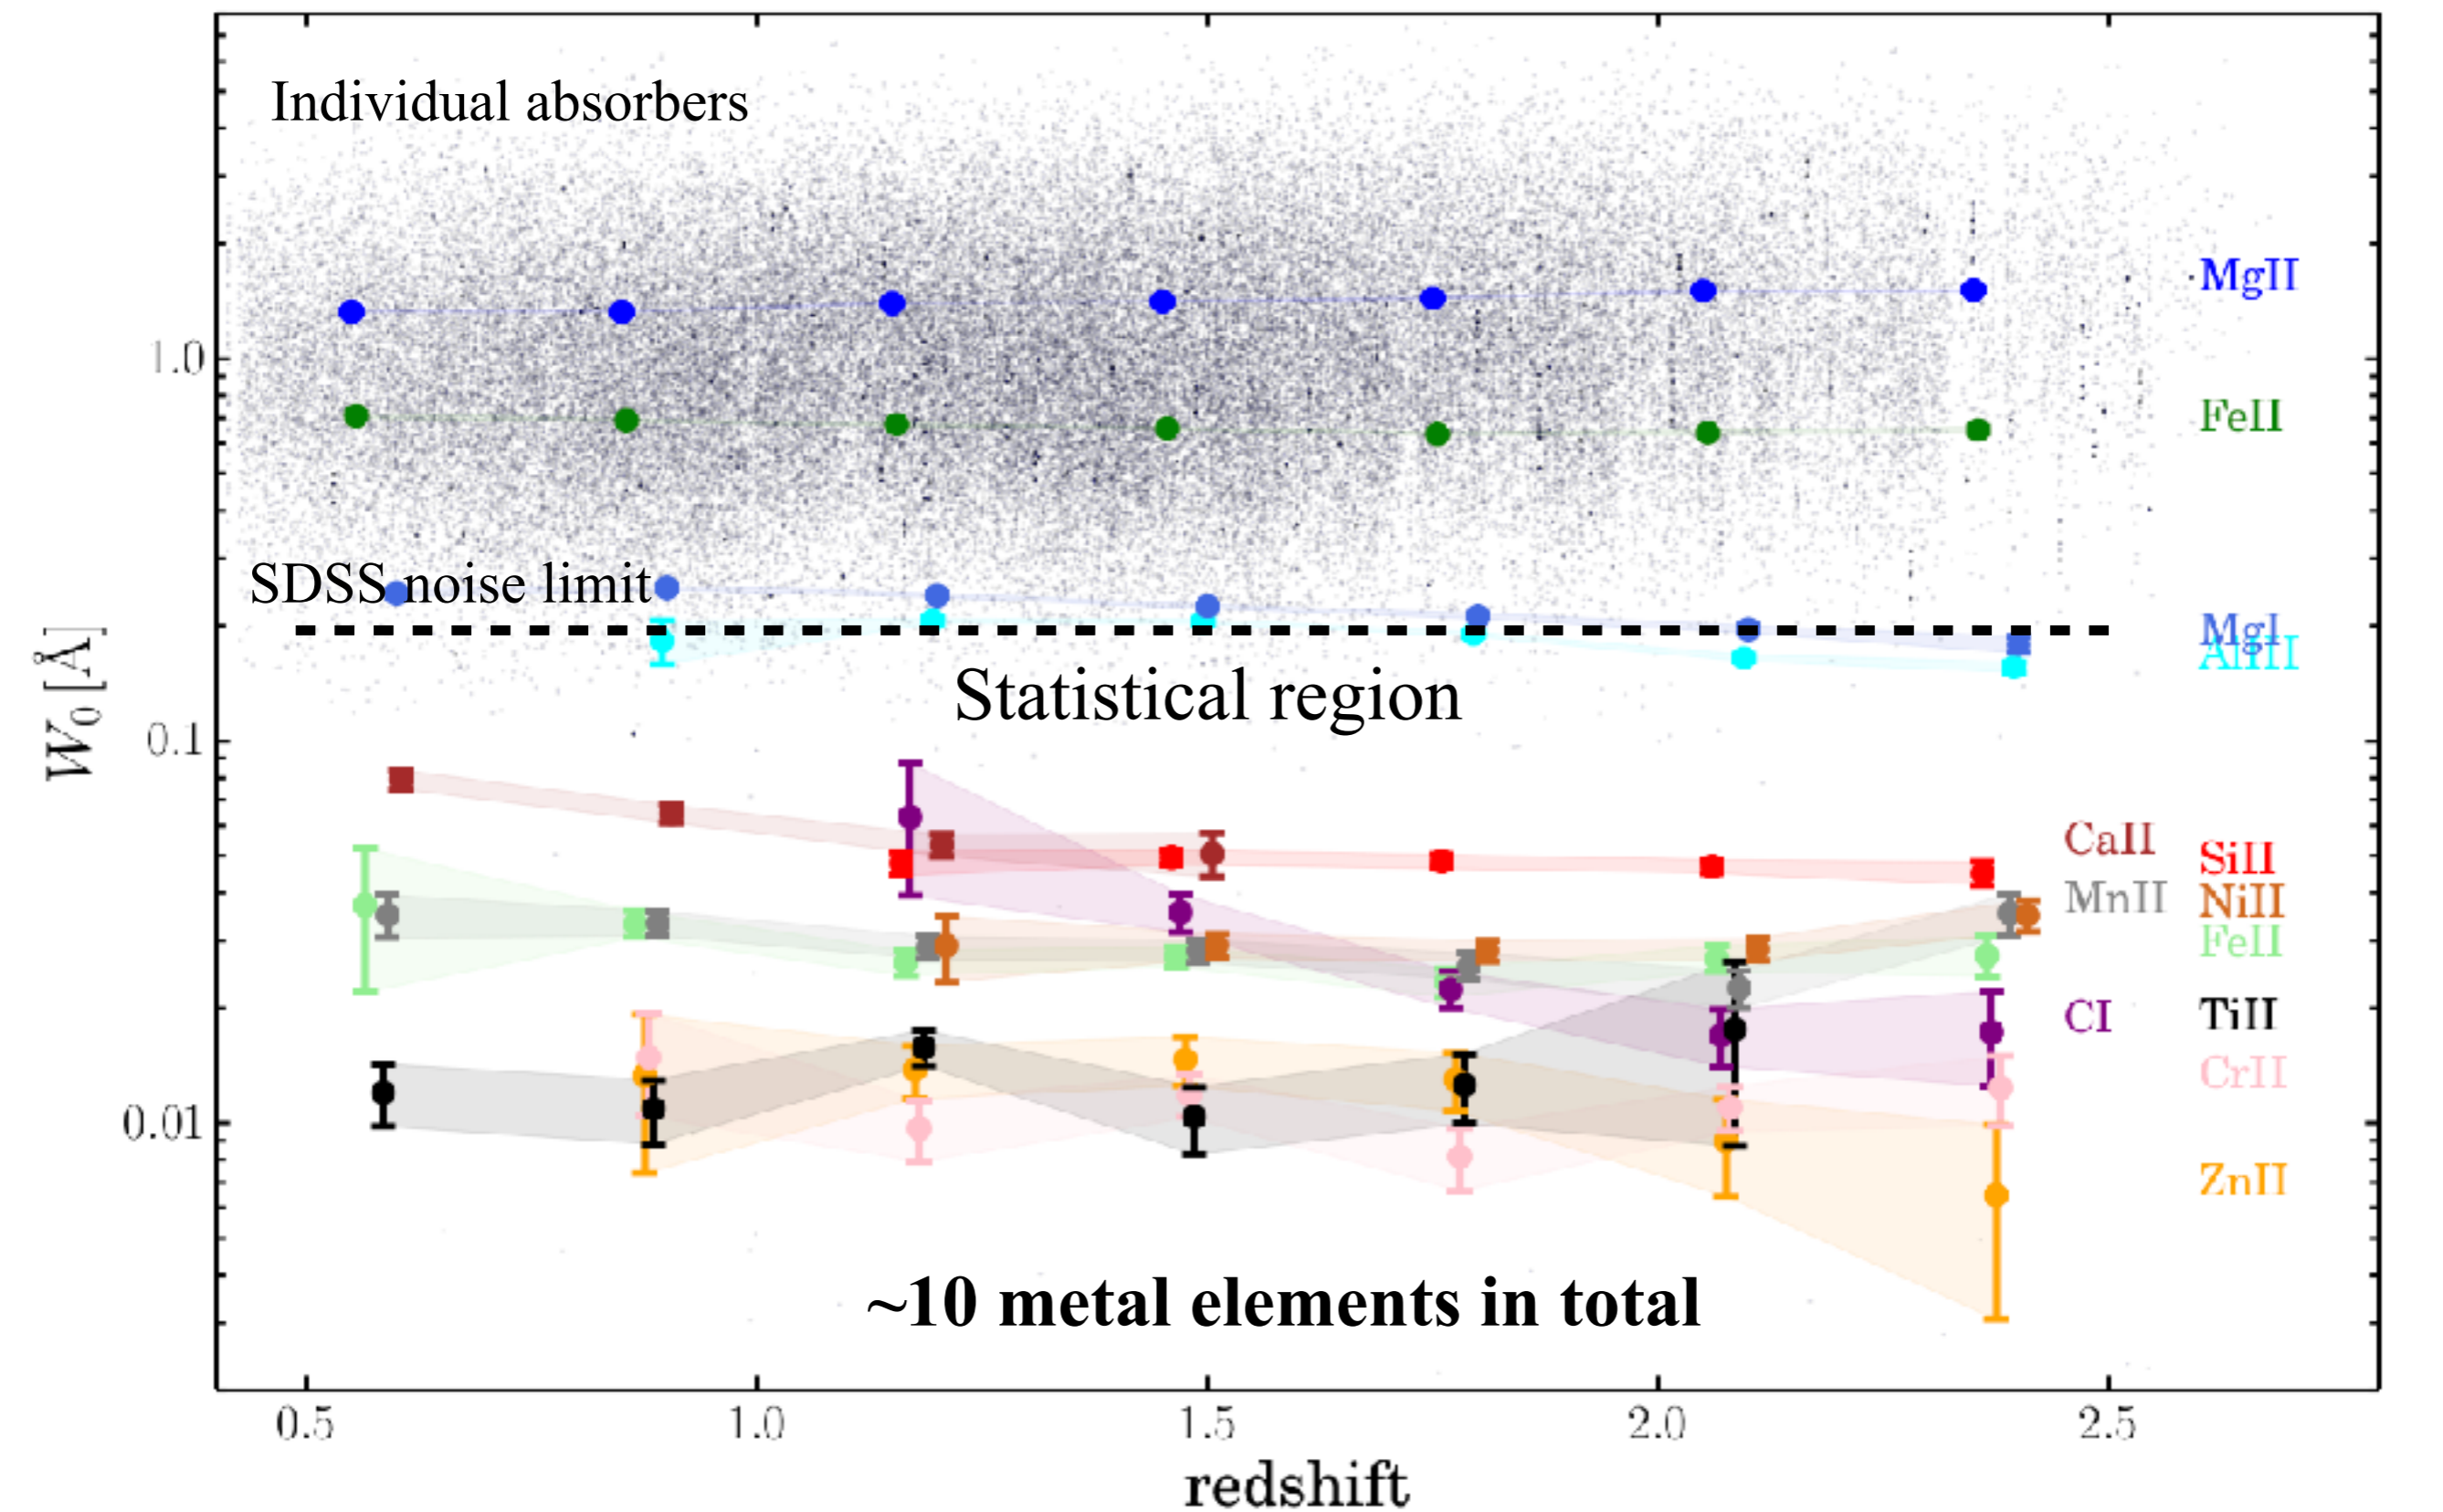 Individual absorbers
MgII
1.0
FeII
SDSS noise limit
MgI
AlIII
Statistical region
W₀ [Å]
0.1
CaII
SiII
MnII
NiII
FeII
CI
TiII
CrII
0.01
ZnII
~10 metal elements in total
0.5
1.0
1.5
2.0
2.5
redshift